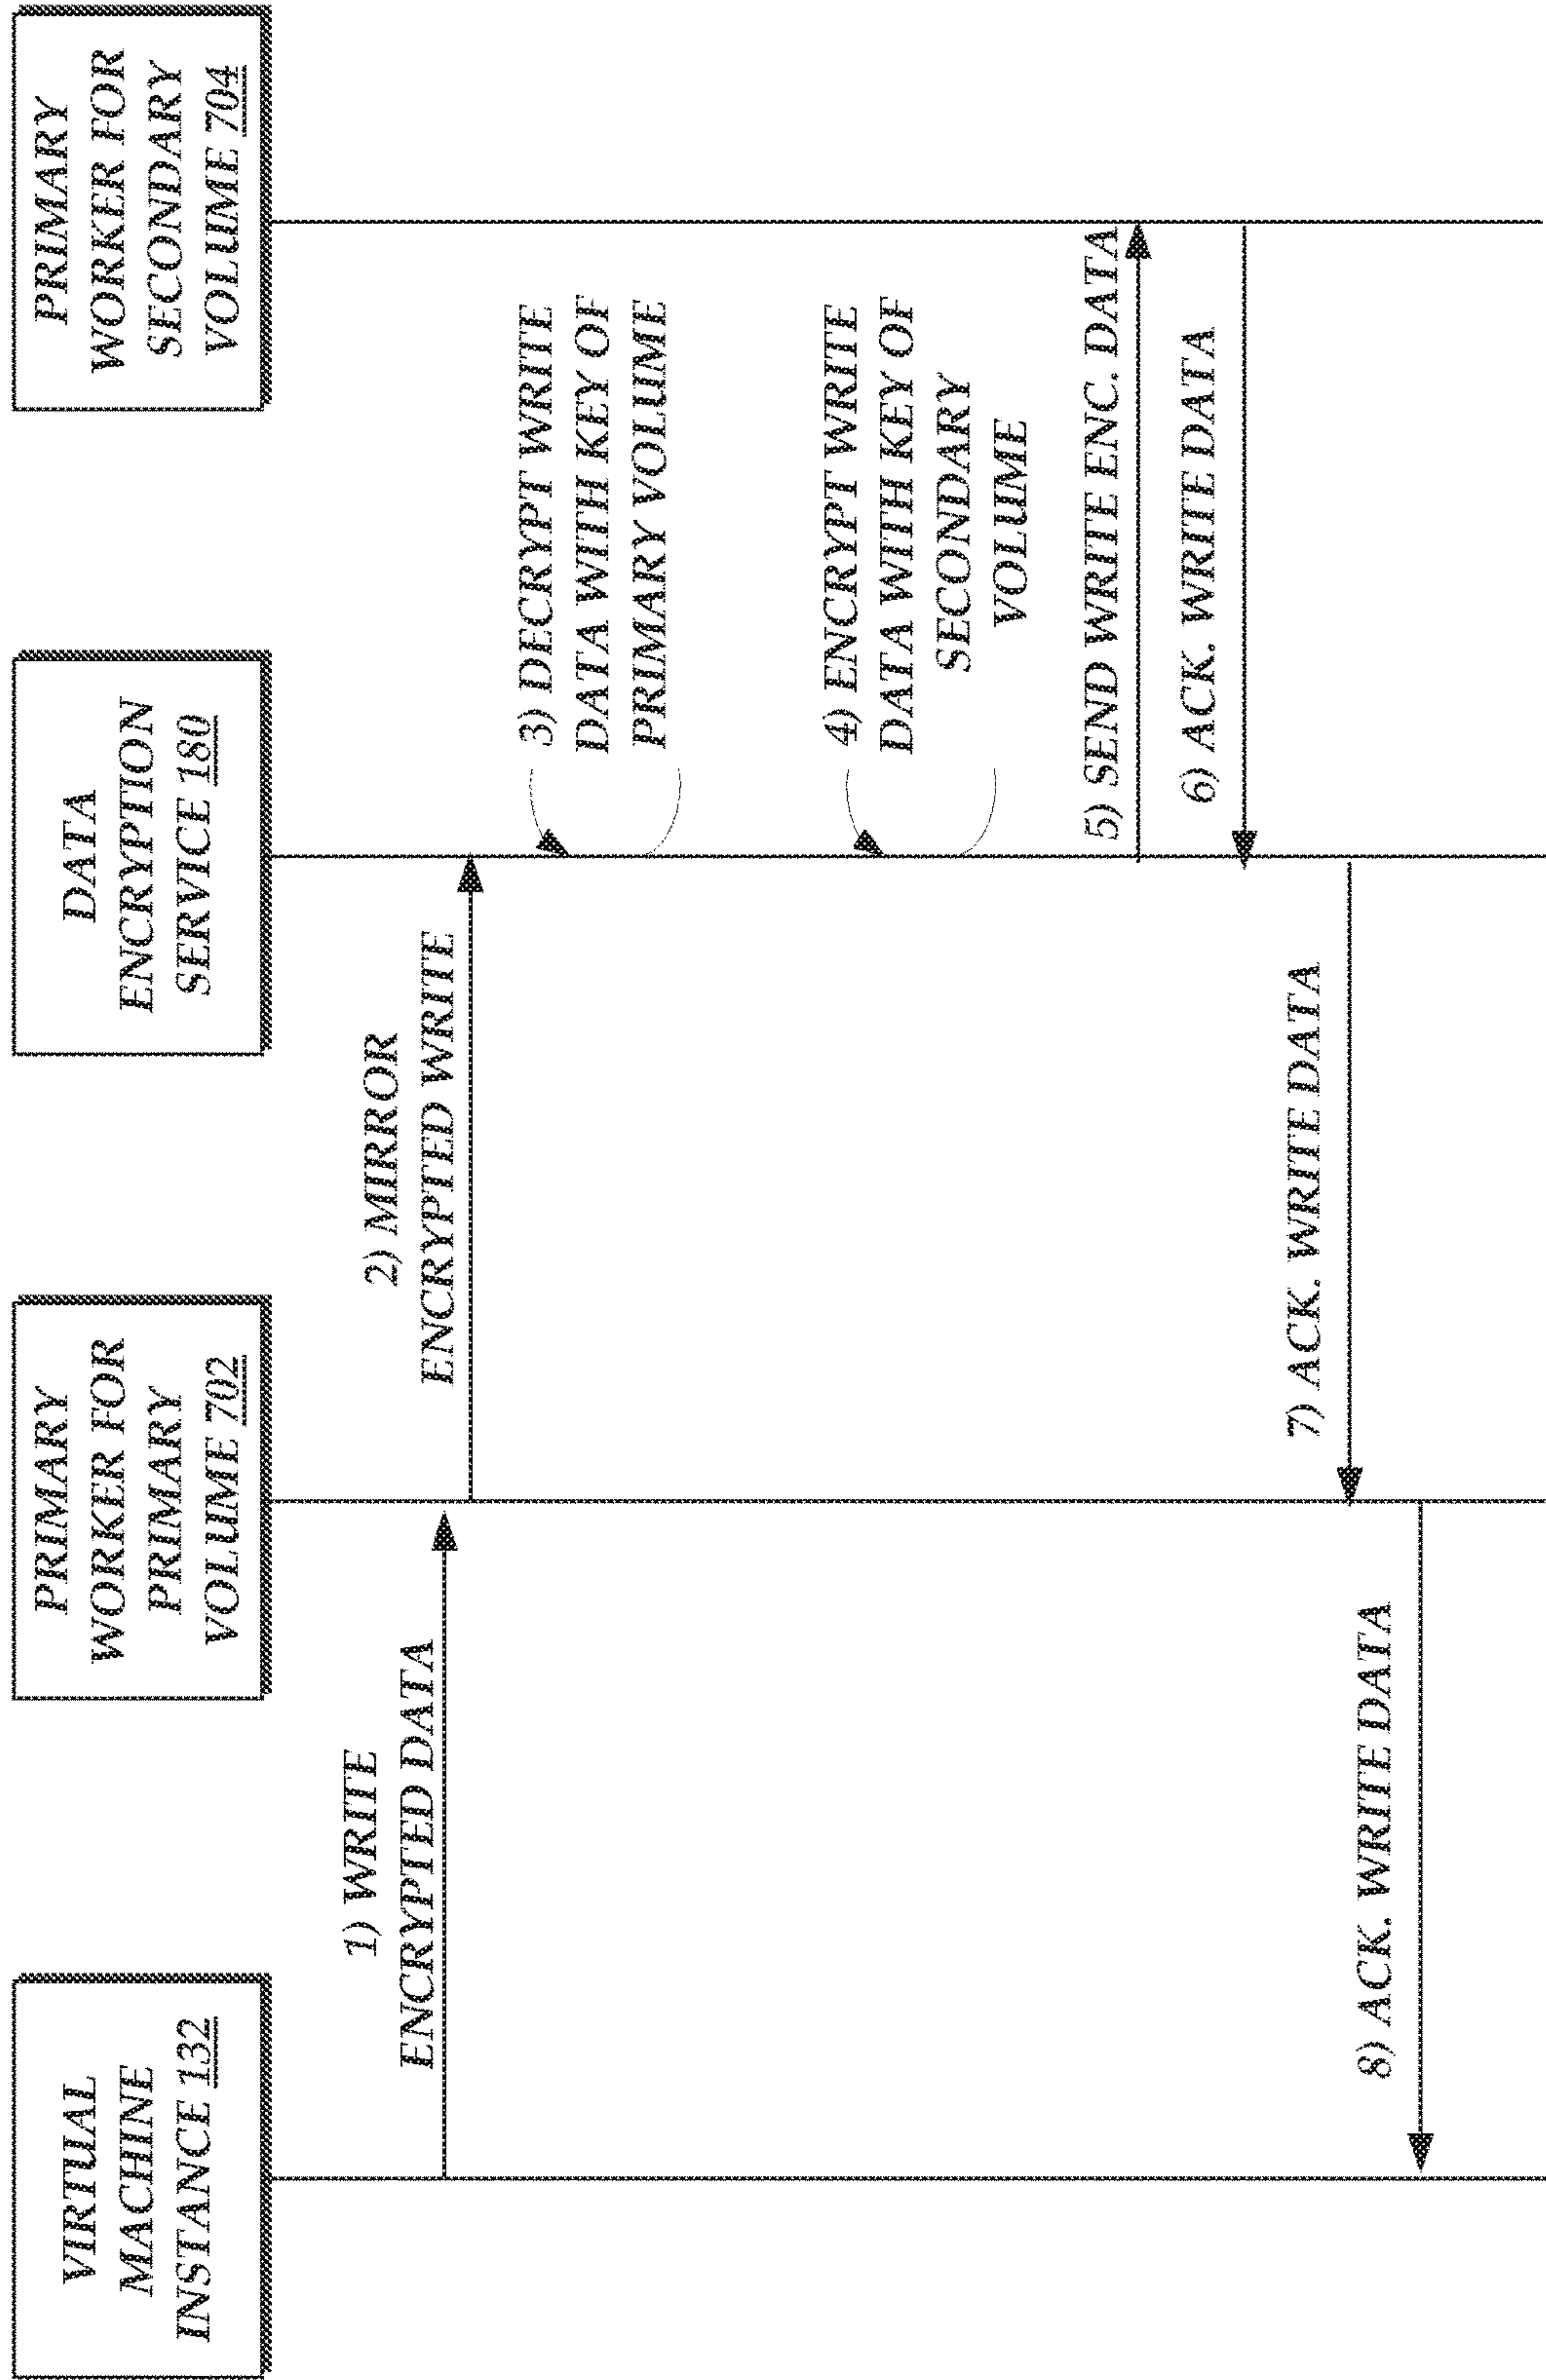 VIRTUAL
MACHINE
INSTANCE 132
PRIMARY
WORKER FOR
PRIMARY
VOLUME 702
DATA
ENCRYPTION
SERVICE 180
PRIMARY
WORKER FOR
SECONDARY
VOLUME 704
1) WRITE
ENCRYPTED DATA
2) MIRROR
ENCRYPTED WRITE
3) DECRYPT WRITE
DATA WITH KEY OF
PRIMARY VOLUME
4) ENCRYPT WRITE
DATA WITH KEY OF
SECONDARY
VOLUME
5) SEND WRITE ENC. DATA
6) ACK. WRITE DATA
7) ACK. WRITE DATA
8) ACK. WRITE DATA